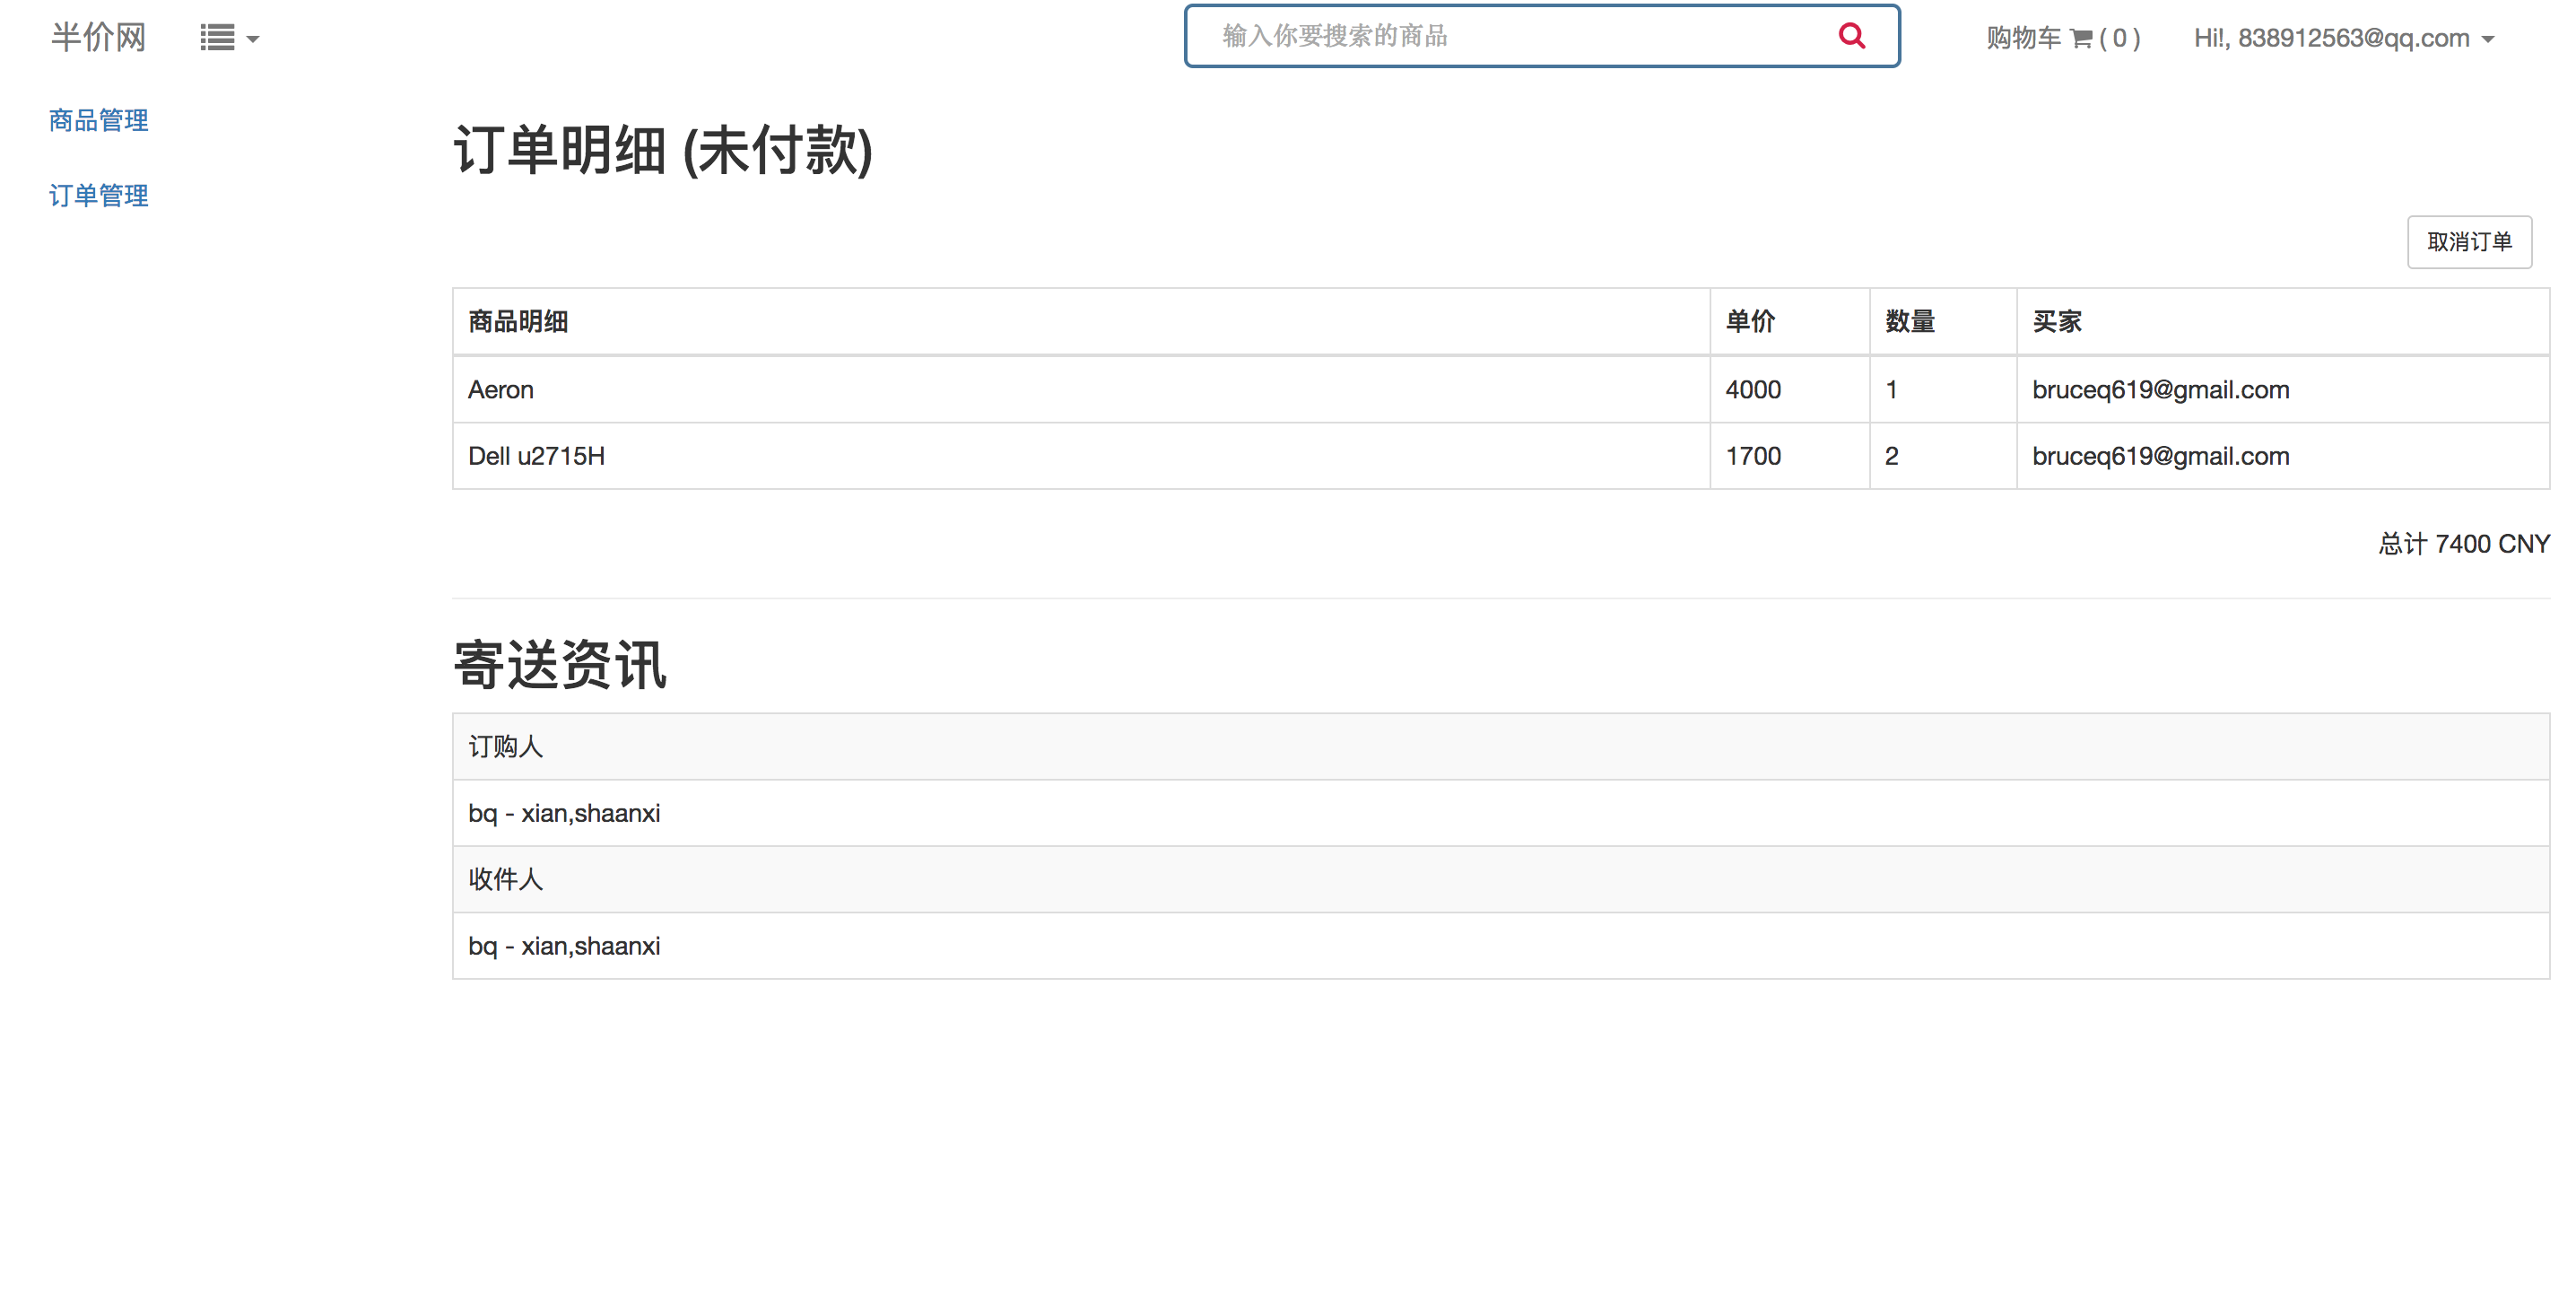 半价网
输入你要搜索的商品
购物车 ( 0 )
Hi!, 838912563@qq.com
商品管理
订单管理
订单明细 (未付款)
取消订单
商品明细 单价 数量 买家
Aeron 4000 1 bruceq619@gmail.com
Dell u2715H 1700 2 bruceq619@gmail.com
总计 7400 CNY
寄送资讯
订购人
bq - xian,shaanxi
收件人
bq - xian,shaanxi